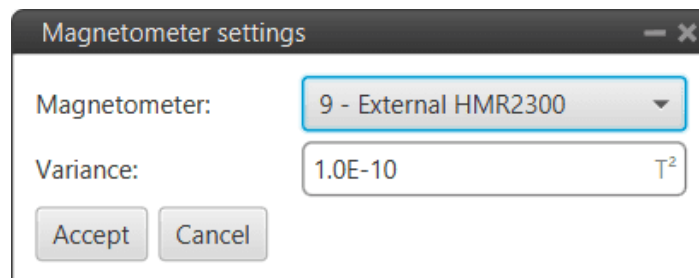 Magnetometer settings
Magnetometer: 9 - External HMR2300
Variance: 1.0E-10 T²
Accept Cancel